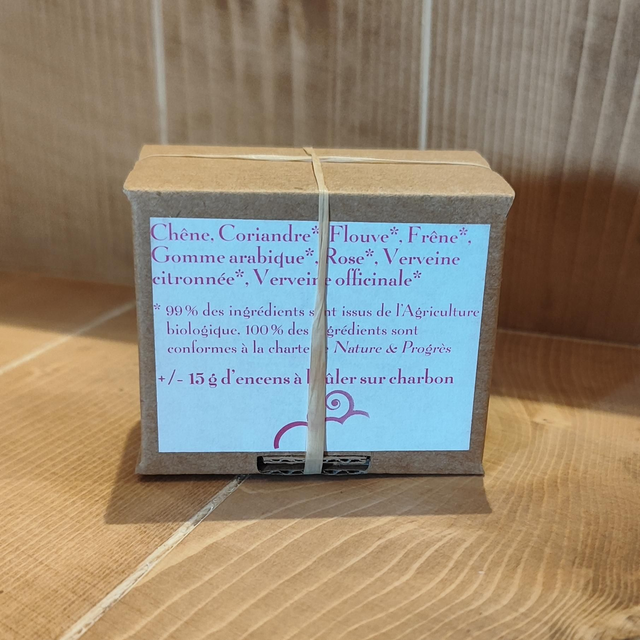 Chêne, Coriandre*, Flouve*, Frêne*,
Gomme arabique*, Rose*, Verveine
citronnée*, Verveine officinale*
* 99 % des ingrédients sont issus de l'Agriculture
biologique. 100 % des ingrédients sont
conformes à la charte Nature & Progrès
+/- 15 g d'encens à brûler sur charbon